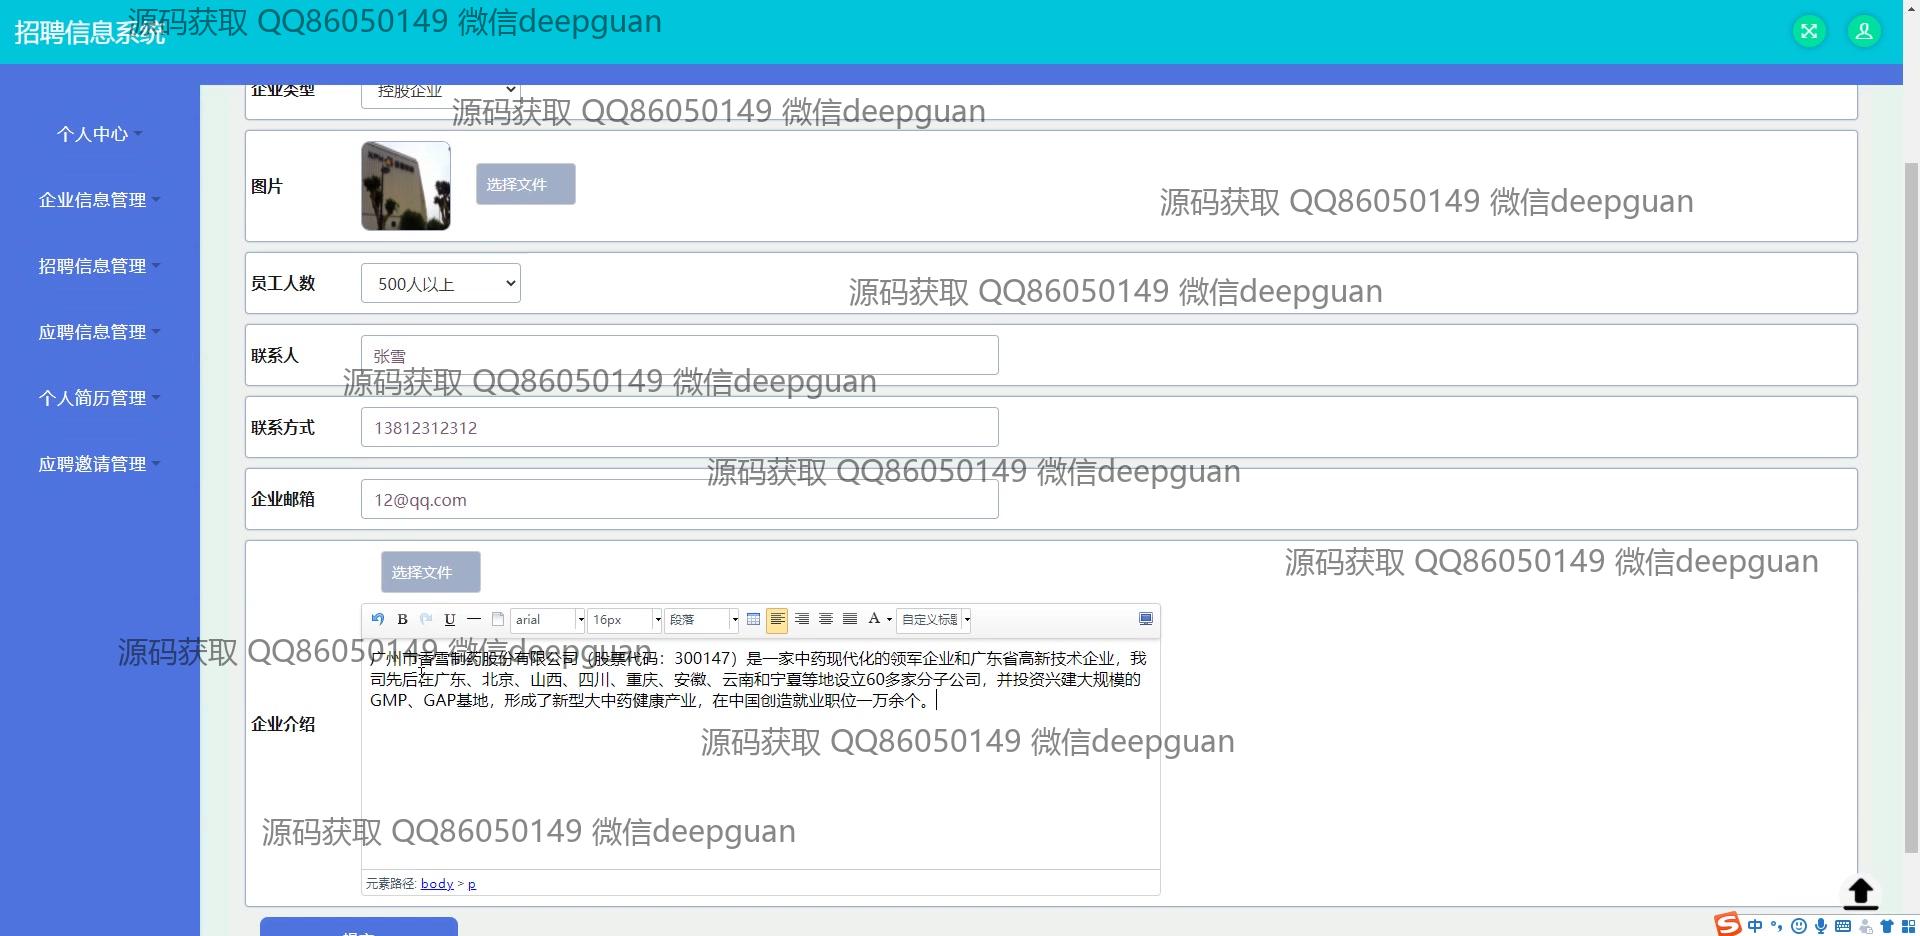 招聘信息系统
源码获取 QQ86050149 微信deepguan
企业类型
控股企业
源码获取 QQ86050149 微信deepguan
个人中心
图片
选择文件
企业信息管理
源码获取 QQ86050149 微信deepguan
招聘信息管理
员工人数
500人以上
源码获取 QQ86050149 微信deepguan
应聘信息管理
联系人
张雪
源码获取 QQ86050149 微信deepguan
个人简历管理
联系方式
13812312312
应聘邀请管理
源码获取 QQ86050149 微信deepguan
企业邮箱
12@qq.com
源码获取 QQ86050149 微信deepguan
选择文件
B U arial 16px 段落 A 自定义标题
源码获取 QQ86050149 微信deepguan
企业介绍
广州市香雪制药股份有限公司（股票代码：300147）是一家中药现代化的领军企业和广东省高新技术企业，我
司先后在广东、北京、山西、四川、重庆、安徽、云南和宁夏等地设立60多家分子公司，并投资兴建大规模的
GMP、GAP基地，形成了新型大中药健康产业，在中国创造就业职位一万余个。
源码获取 QQ86050149 微信deepguan
源码获取 QQ86050149 微信deepguan
元素路径: body > p
中